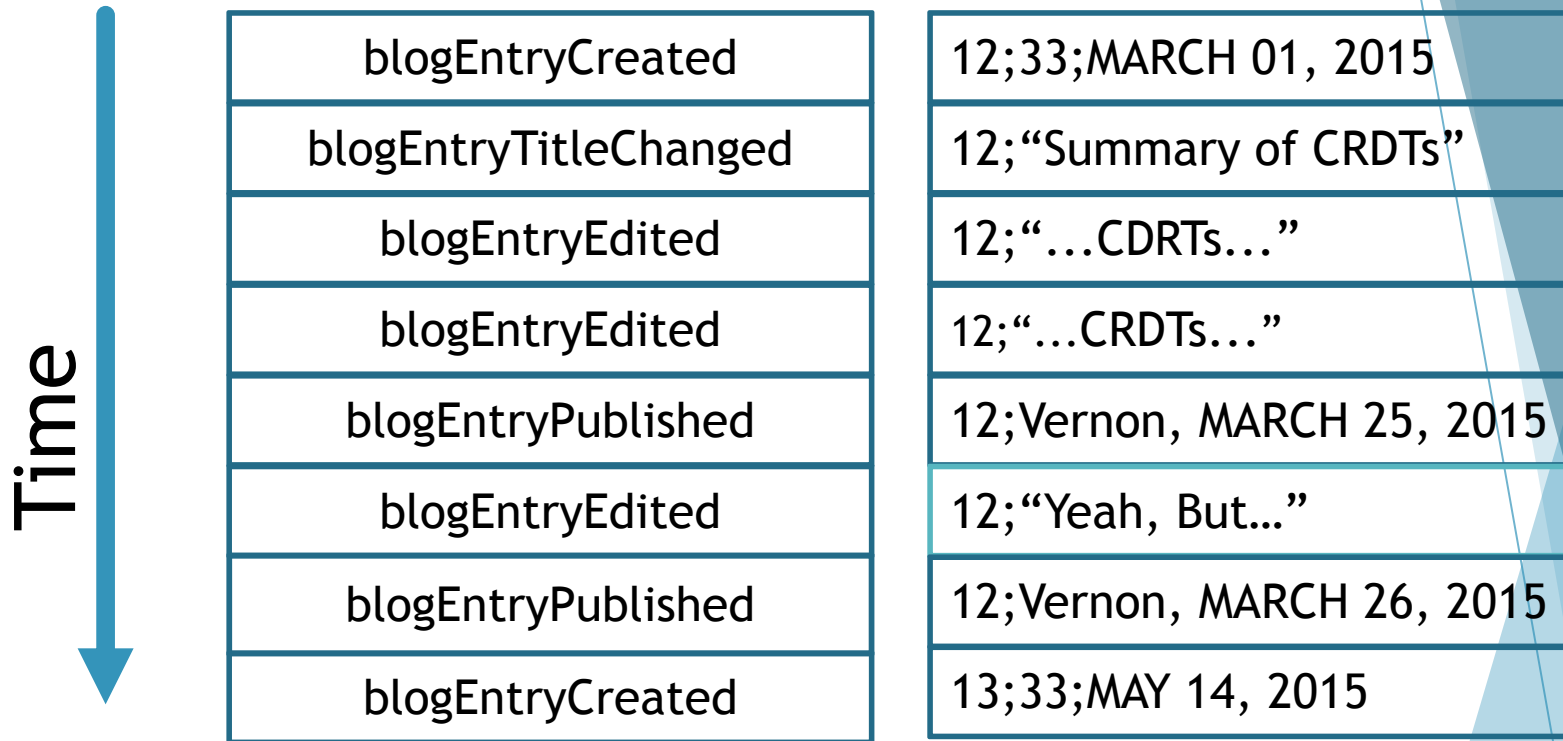 Time
blogEntryCreated
12;33;MARCH 01, 2015
blogEntryTitleChanged
12;“Summary of CRDTs”
blogEntryEdited
12;“...CDRTs...”
blogEntryEdited
12;“...CRDTs...”
blogEntryPublished
12;Vernon, MARCH 25, 2015
blogEntryEdited
12;“Yeah, But…”
blogEntryPublished
12;Vernon, MARCH 26, 2015
blogEntryCreated
13;33;MAY 14, 2015